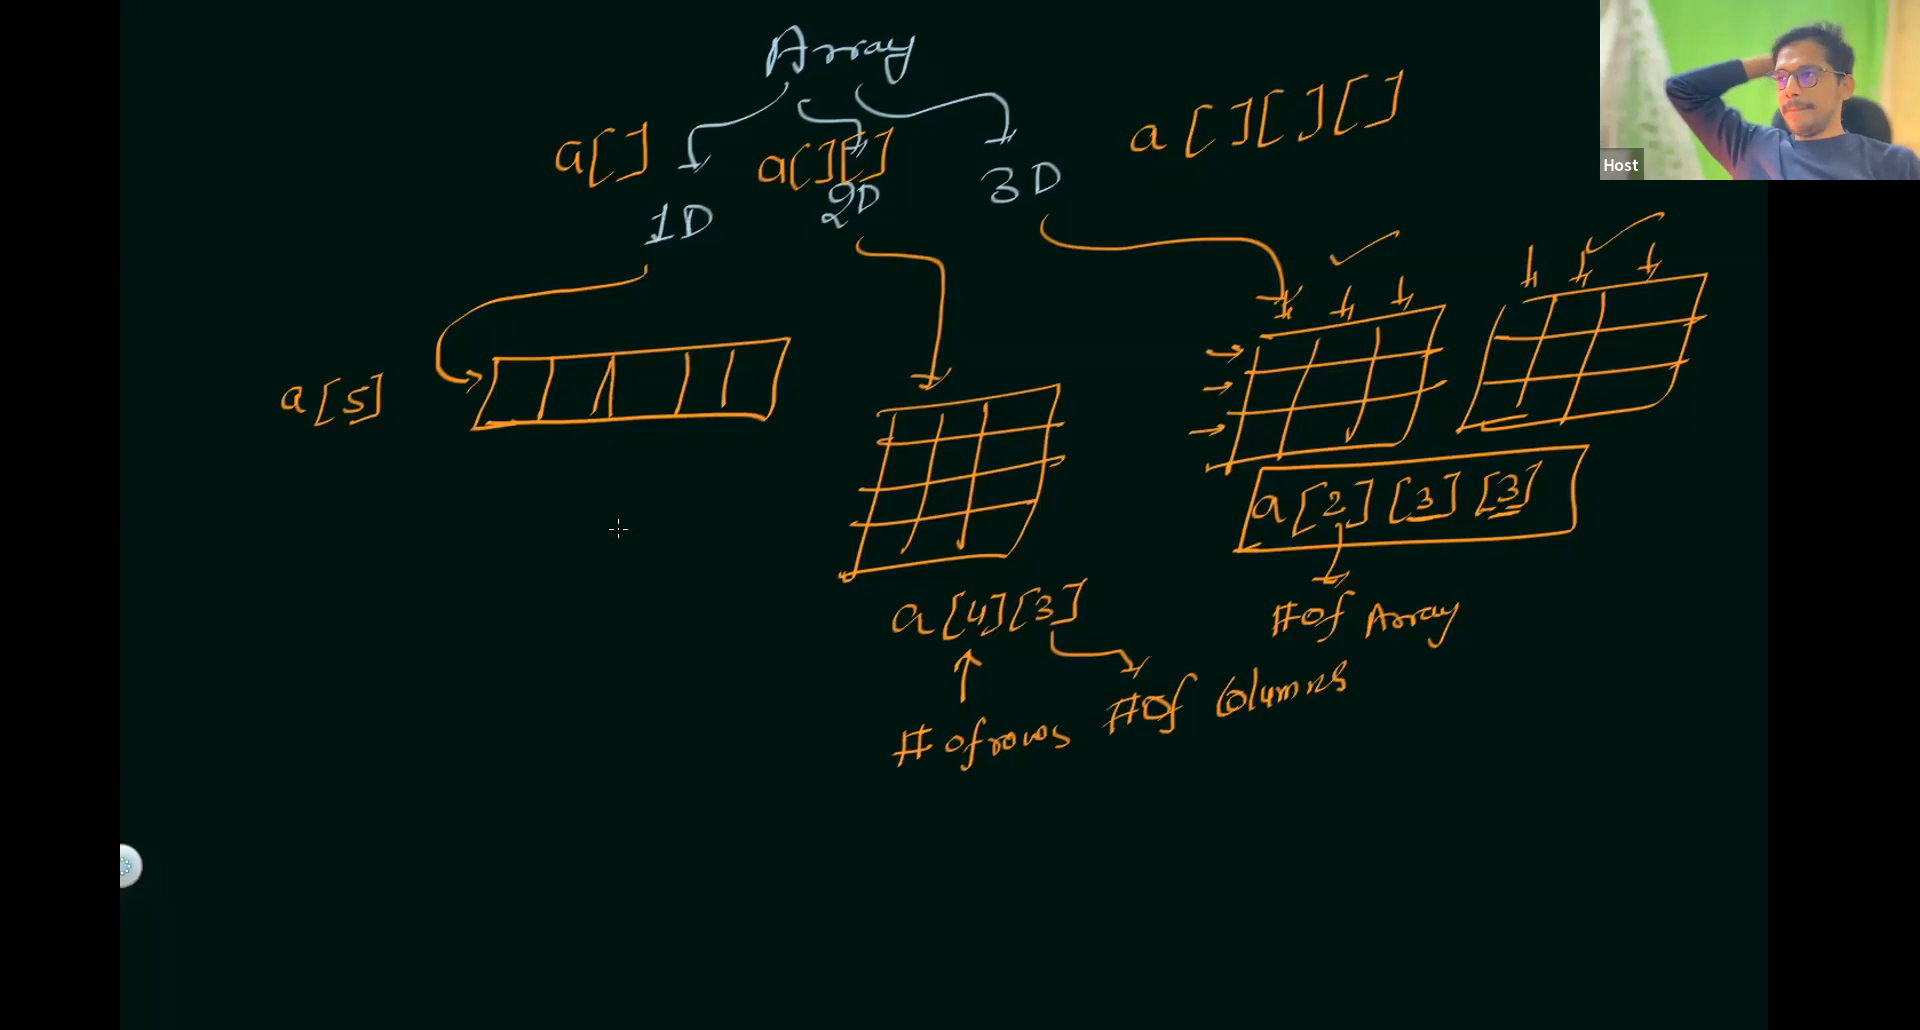 Array
a[] a[][] a[][][]
1D 2D 3D
Host
a[5]
a[4][3]
a[2][3][3]
# of Array
# of rows
# of columns